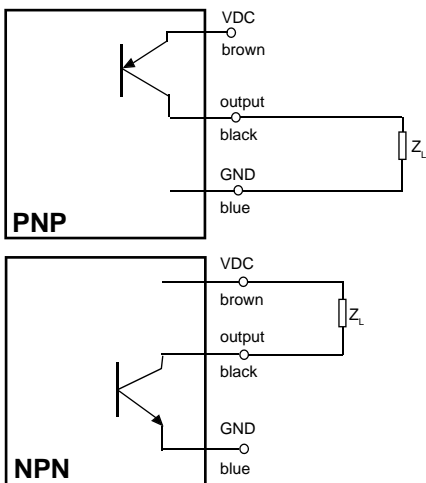 VDC
brown
output
black
Z_L
GND
blue
PNP
VDC
brown
Z_L
output
black
GND
blue
NPN